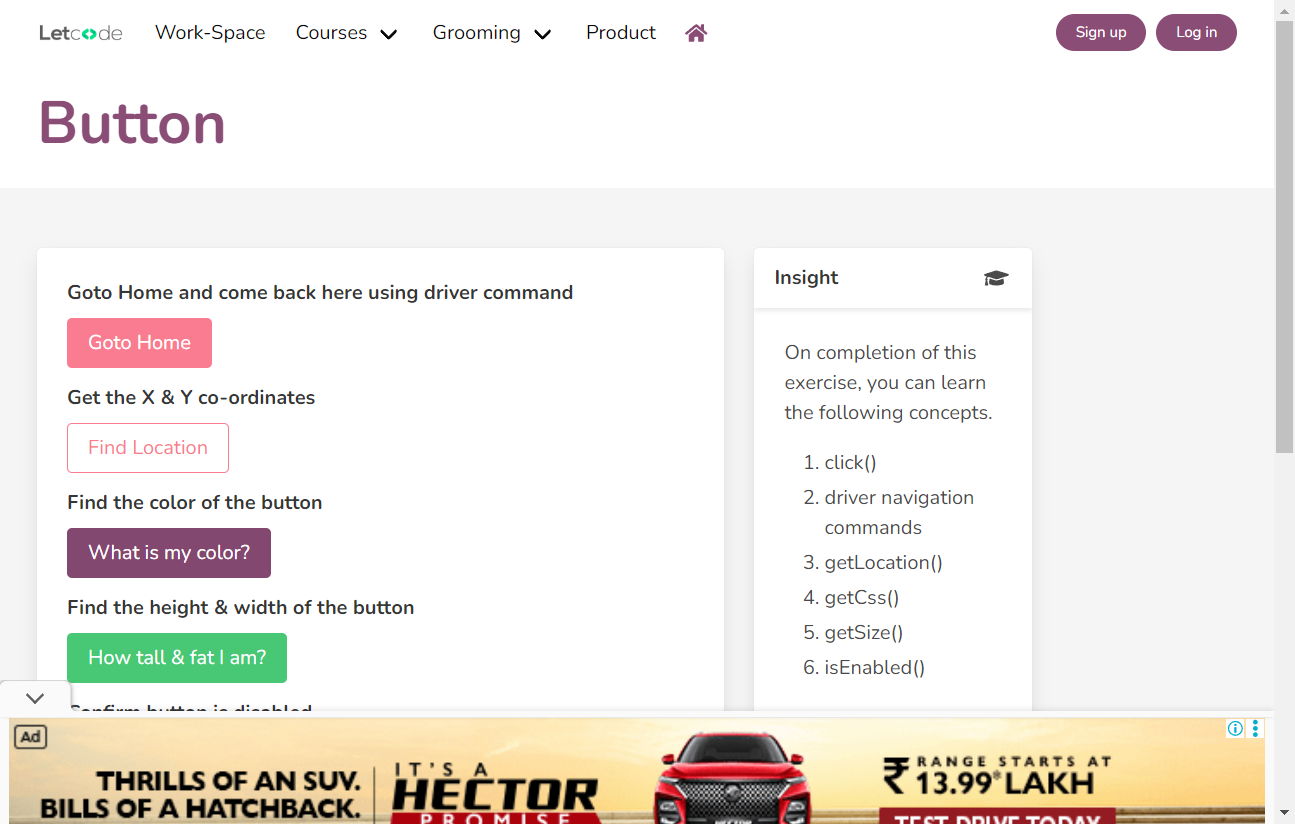 Letcode
Work-Space
Courses
Grooming
Product
Sign up
Log in
Button
Goto Home and come back here using driver command
Goto Home
Get the X & Y co-ordinates
Find Location
Find the color of the button
What is my color?
Find the height & width of the button
How tall & fat I am?
Confirm button is disabled
Insight
On completion of this
exercise, you can learn
the following concepts.
1. click()
2. driver navigation
commands
3. getLocation()
4. getCss()
5. getSize()
6. isEnabled()
Ad
THRILLS OF AN SUV.
BILLS OF A HATCHBACK.
IT'S A
HECTOR
PROMISE
₹ RANGE STARTS AT
13.99* LAKH
TEST DRIVE TODAY